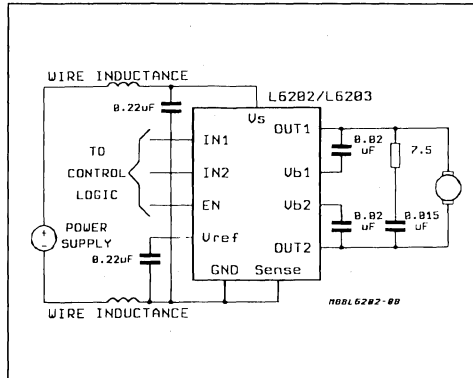 WIRE INDUCTANCE
L6202/L6203
0.22uF
Vs
OUT1
0.02
uF
7.5
IN1
TO
CONTROL
LOGIC
IN2
Vb1
EN
Vb2
+
POWER
SUPPLY
-
Vref
0.02
uF
0.015
uF
0.22uF
OUT2
GND Sense
WIRE INDUCTANCE
M88L6202-08